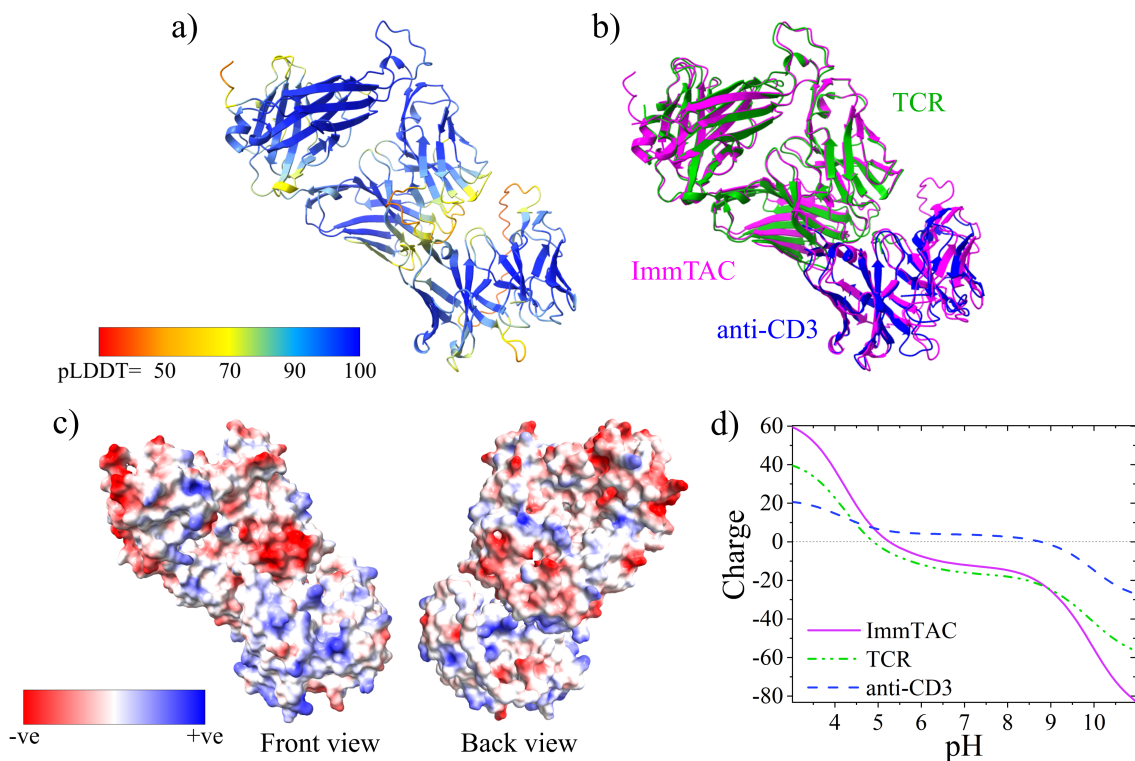 a)
b)
TCR
ImmTAC
anti-CD3
pLDDT= 50 70 90 100
c)
d)
-ve +ve
Front view
Back view
Charge
60
40
20
0
-20
-40
-60
-80
ImmTAC
TCR
anti-CD3
4 5 6 7 8 9 10
pH